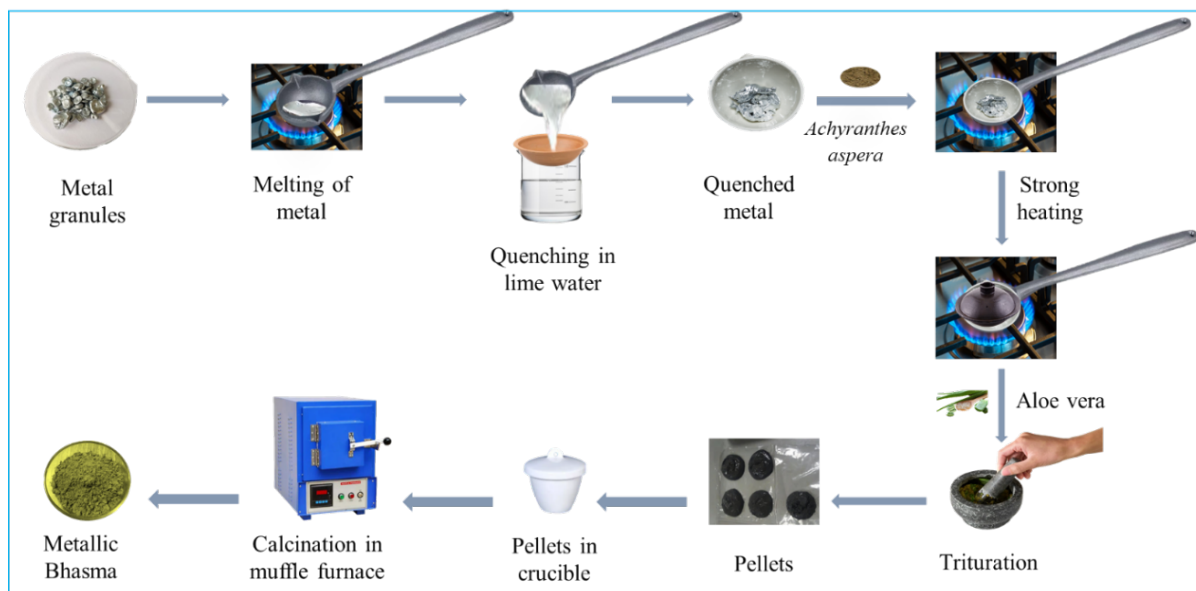 Metal
granules
Melting of
metal
Quenching in
lime water
Quenched
metal
Achyranthes
aspera
Strong
heating
Aloe vera
Trituration
Pellets
Pellets in
crucible
Calcination in
muffle furnace
Metallic
Bhasma